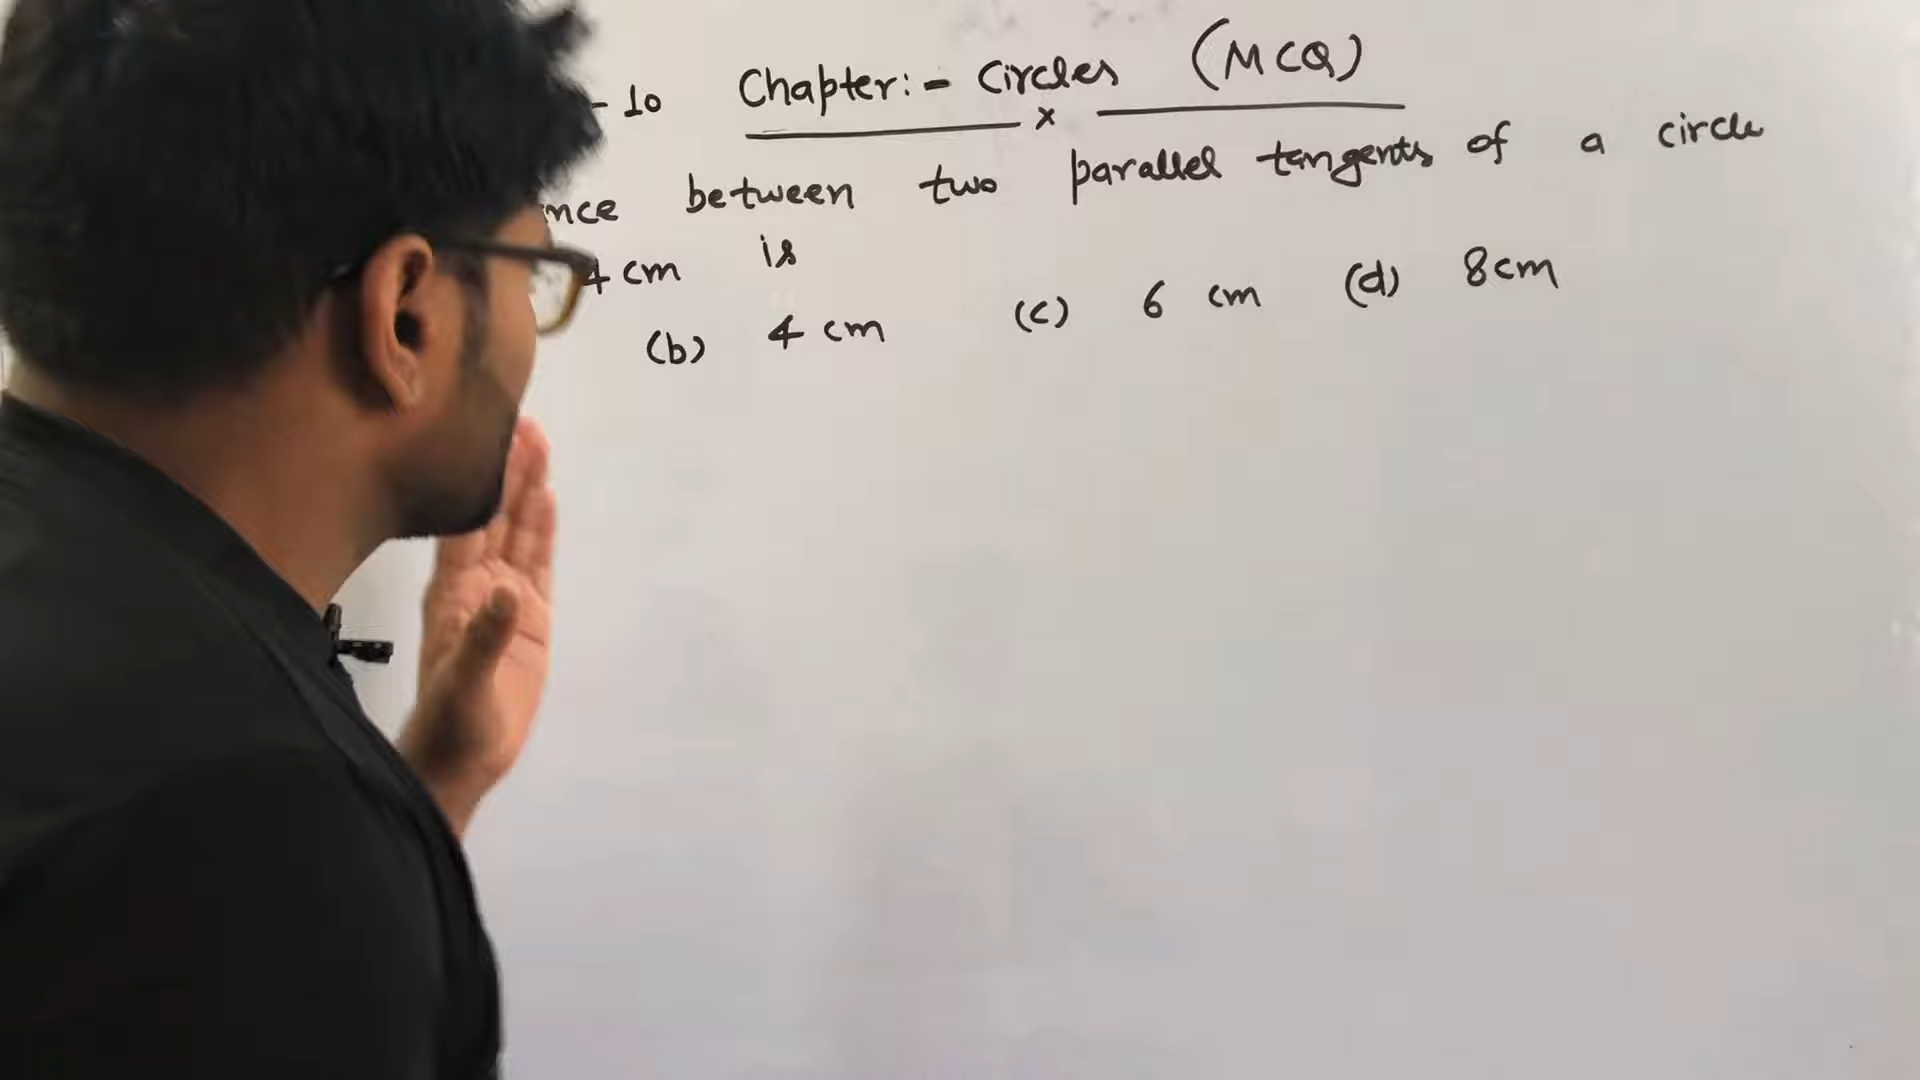 - 10 Chapter:- Circles (MCQ)
x
nce between two parallel tangents of a circle
4 cm is
(b) 4 cm (c) 6 cm (d) 8cm